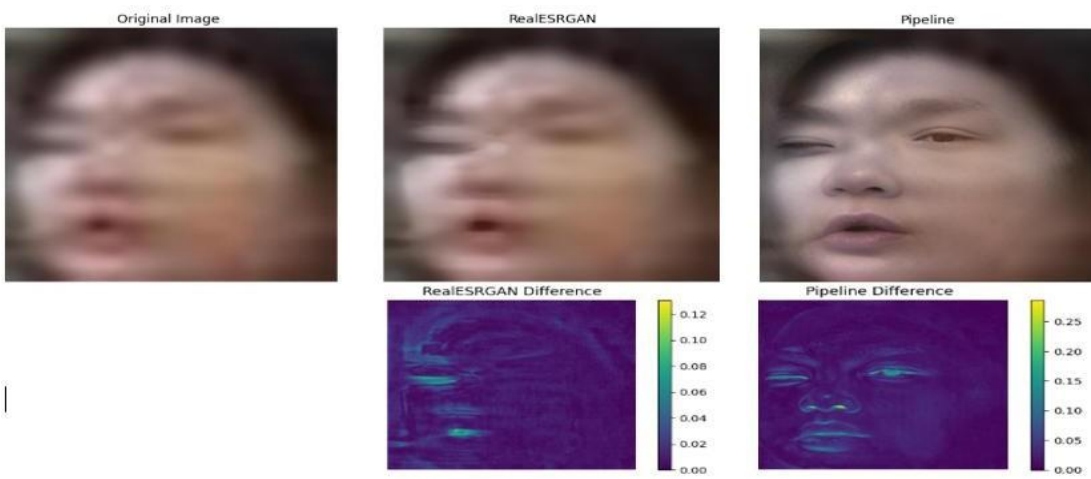 Original Image
RealESRGAN
Pipeline
RealESRGAN Difference
Pipeline Difference
0.12
0.10
0.08
0.06
0.04
0.02
0.00
0.25
0.20
0.15
0.10
0.05
0.00